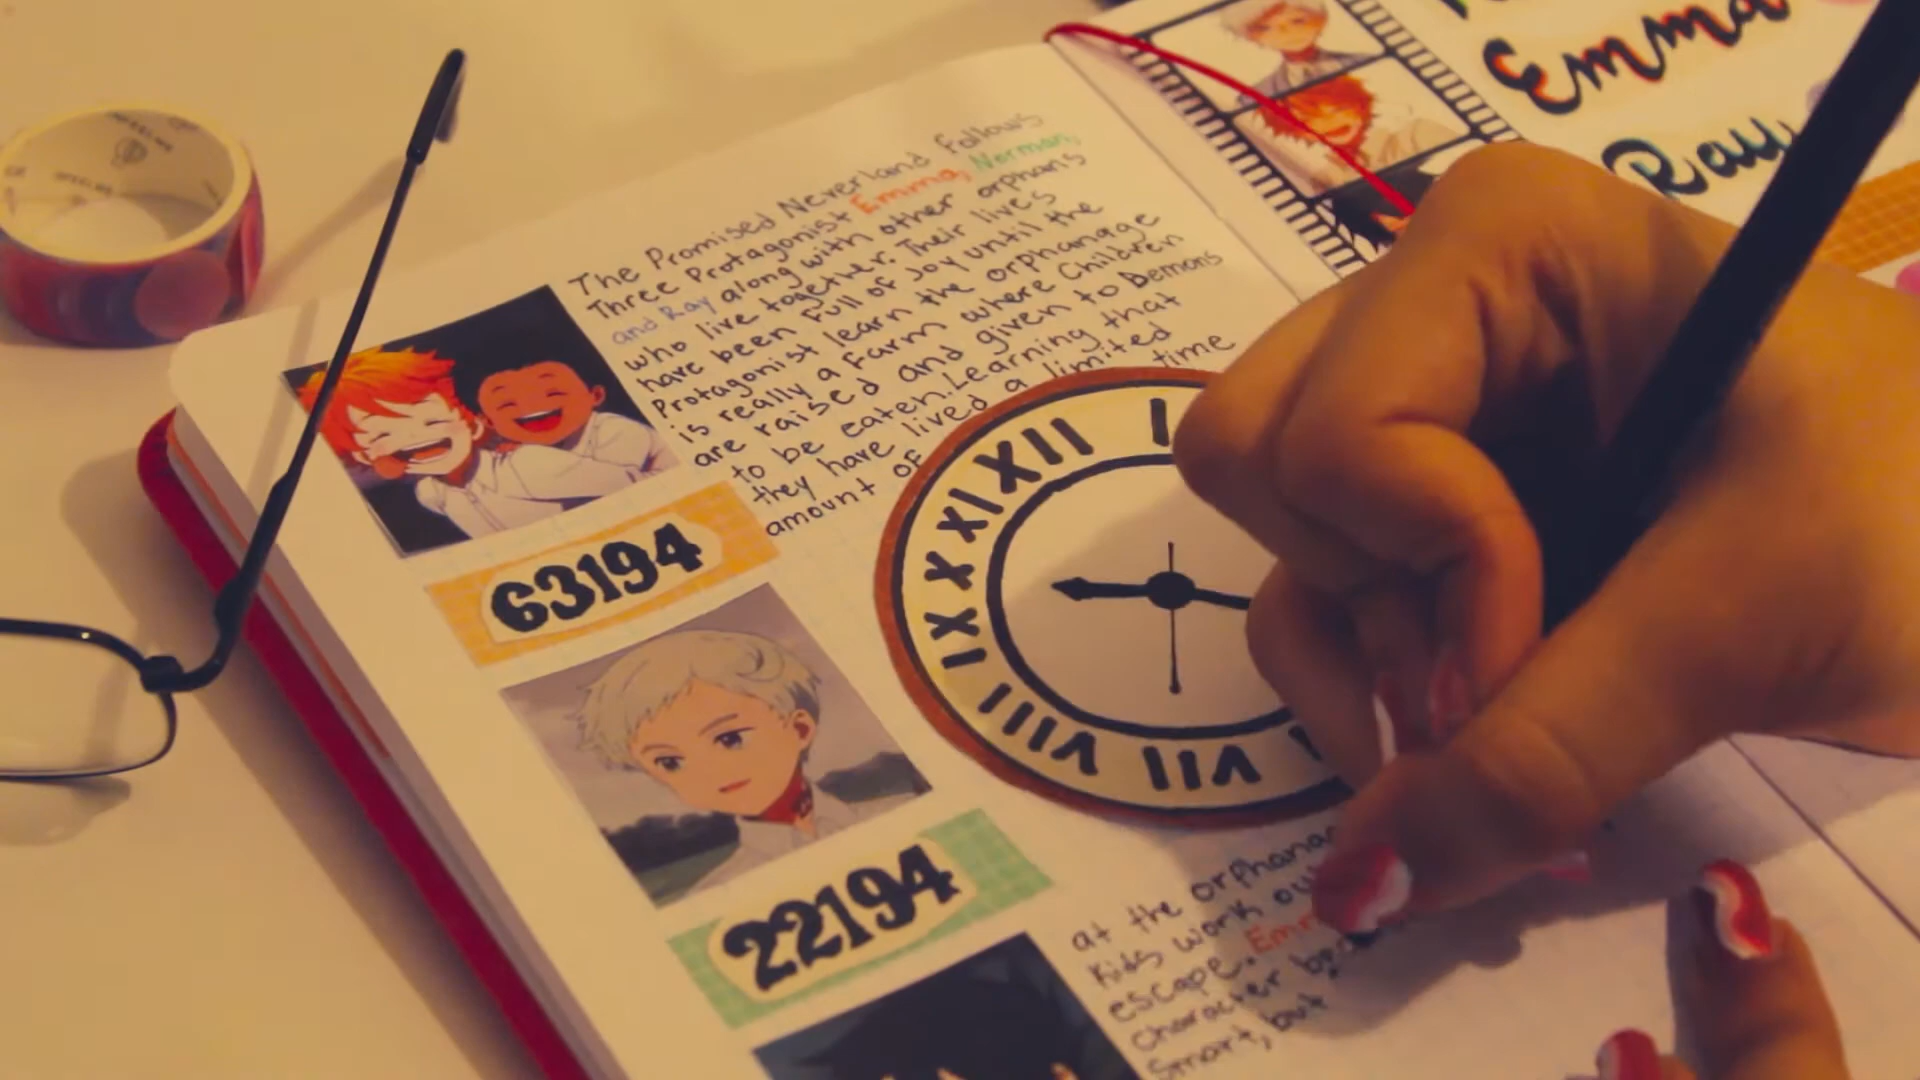 The Promised Neverland Follows
Three Protagonist Emma, Norman,
and Ray along with other orphans
who live together. Their lives
have been full of Joy until the
Protagonist learn the orphanage
is really a farm where Children
are raised and given to Demons
to be eaten. Learning that
they have lived a limited
amount of time
63194
22194
XII
I
XI
X
IX
VIII
VII
at the orphanag
kids work ou
escape. Emm
character be
Smart, but
Emma
Ray